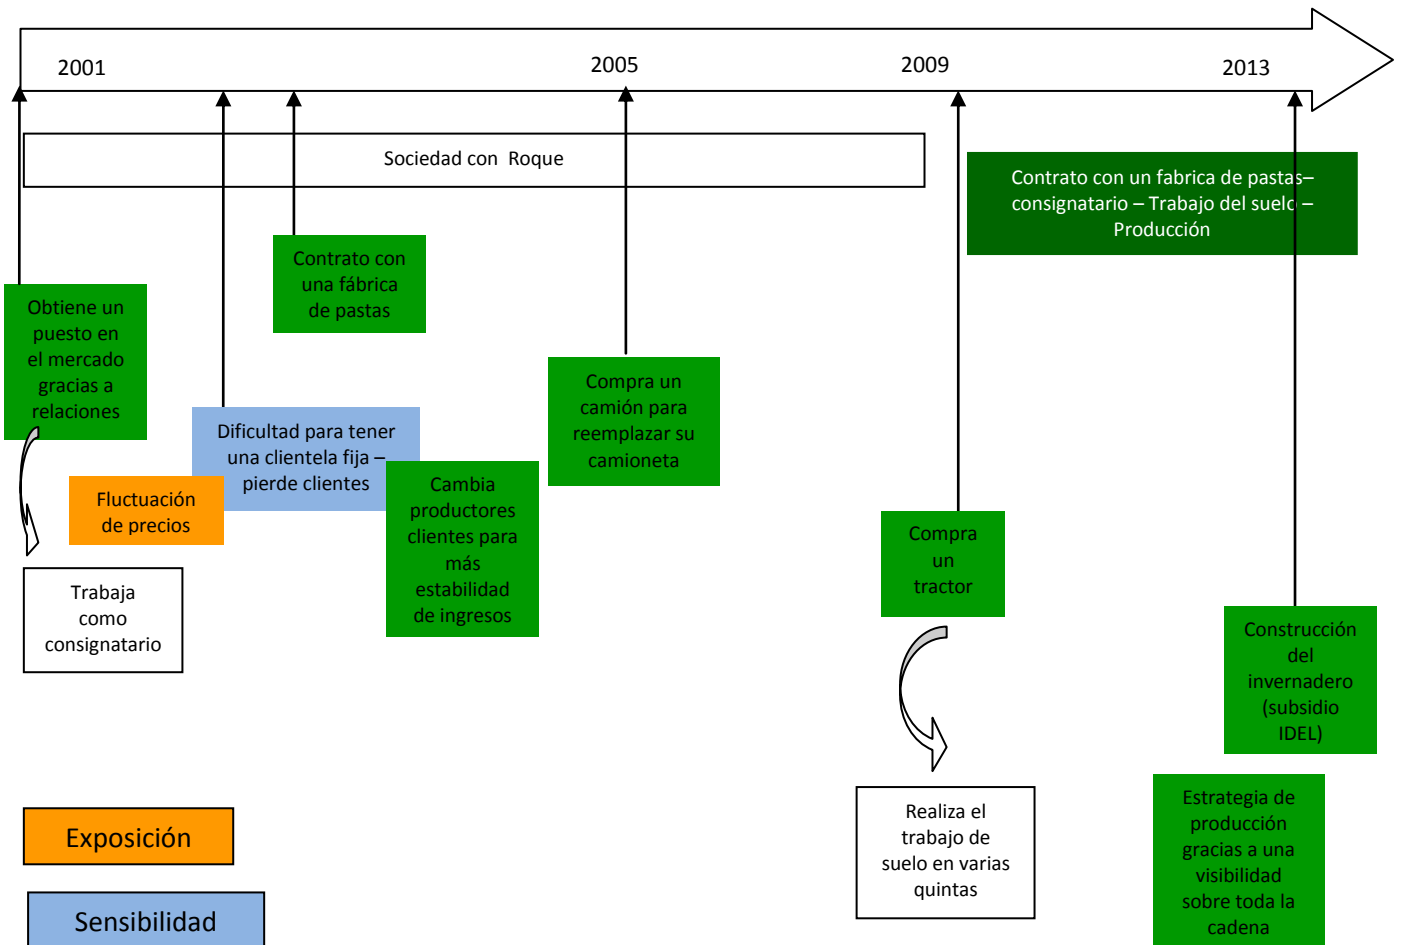 2001
2005
2009
2013
Sociedad con Roque
Contrato con un fabrica de pastas–
consignatario – Trabajo del suelo –
Producción
Contrato con
una fábrica
de pastas
Obtiene un
puesto en
el mercado
gracias a
relaciones
Compra un
camión para
reemplazar su
camioneta
Dificultad para tener
una clientela fija –
pierde clientes
Fluctuación
de precios
Cambia
productores
clientes para
más
estabilidad
de ingresos
Compra
un
tractor
Trabaja
como
consignatario
Construcción
del
invernadero
(subsidio
IDEL)
Realiza el
trabajo de
suelo en varias
quintas
Estrategia de
producción
gracias a una
visibilidad
sobre toda la
cadena
Exposición
Sensibilidad